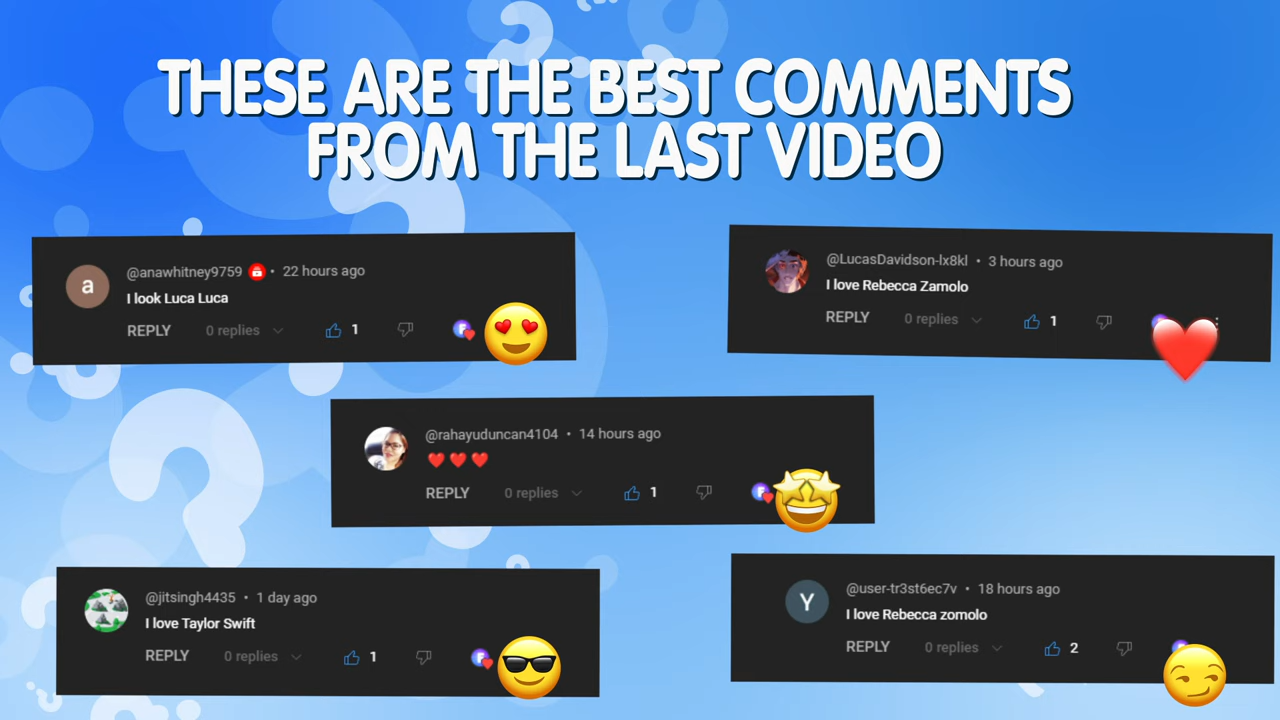 THESE ARE THE BEST COMMENTS
FROM THE LAST VIDEO
a
@anawhitney9759 • 22 hours ago
I look Luca Luca
REPLY 0 replies 1 F
@LucasDavidson-lx8kl • 3 hours ago
I love Rebecca Zamolo
REPLY 0 replies 1
@rahayuduncan4104 • 14 hours ago
❤️❤️❤️
REPLY 0 replies 1 F
@jitsingh4435 • 1 day ago
I love Taylor Swift
REPLY 0 replies 1 F
Y
@user-tr3st6ec7v • 18 hours ago
I love Rebecca zomolo
REPLY 0 replies 2